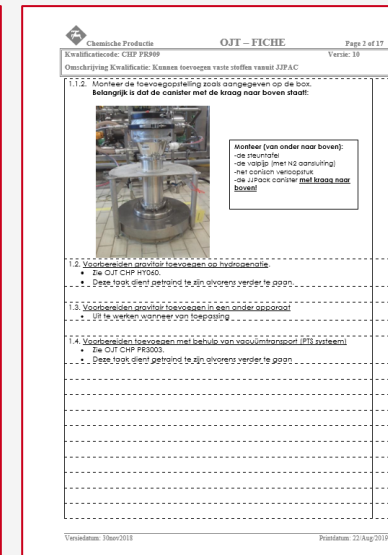 Chemische Productie
OJT – FICHE
Page 2 of 17
Kwalificatiecode: CHP PR909
Versie: 10
Omschrijving Kwalificatie: Kunnen toevoegen vaste stoffen vanuit JJPAC
1.1.2. Monteer de toevoegopstelling zoals aangegeven op de box.
Belangrijk is dat de canister met de kraag naar boven staat!:
Monteer (van onder naar boven):
-de steuntafel
-de valpijp (met N2 aansluiting)
-het conisch verloopstuk
-de JJPack canister met kraag naar
boven!
1.2. Voorbereiden gravitair toevoegen op hydrogenatie.
• Zie OJT CHP HY060.
• Deze taak dient getraind te zijn alvorens verder te gaan.
1.3. Voorbereiden gravitair toevoegen in een ander apparaat
• Uit te werken wanneer van toepassing
1.4. Voorbereiden toevoegen met behulp van vacuümtransport (PTS systeem)
• Zie OJT CHP PR3003.
• Deze taak dient getraind te zijn alvorens verder te gaan
Versiedatum: 30nov2018
Printdatum: 22/Aug/2019